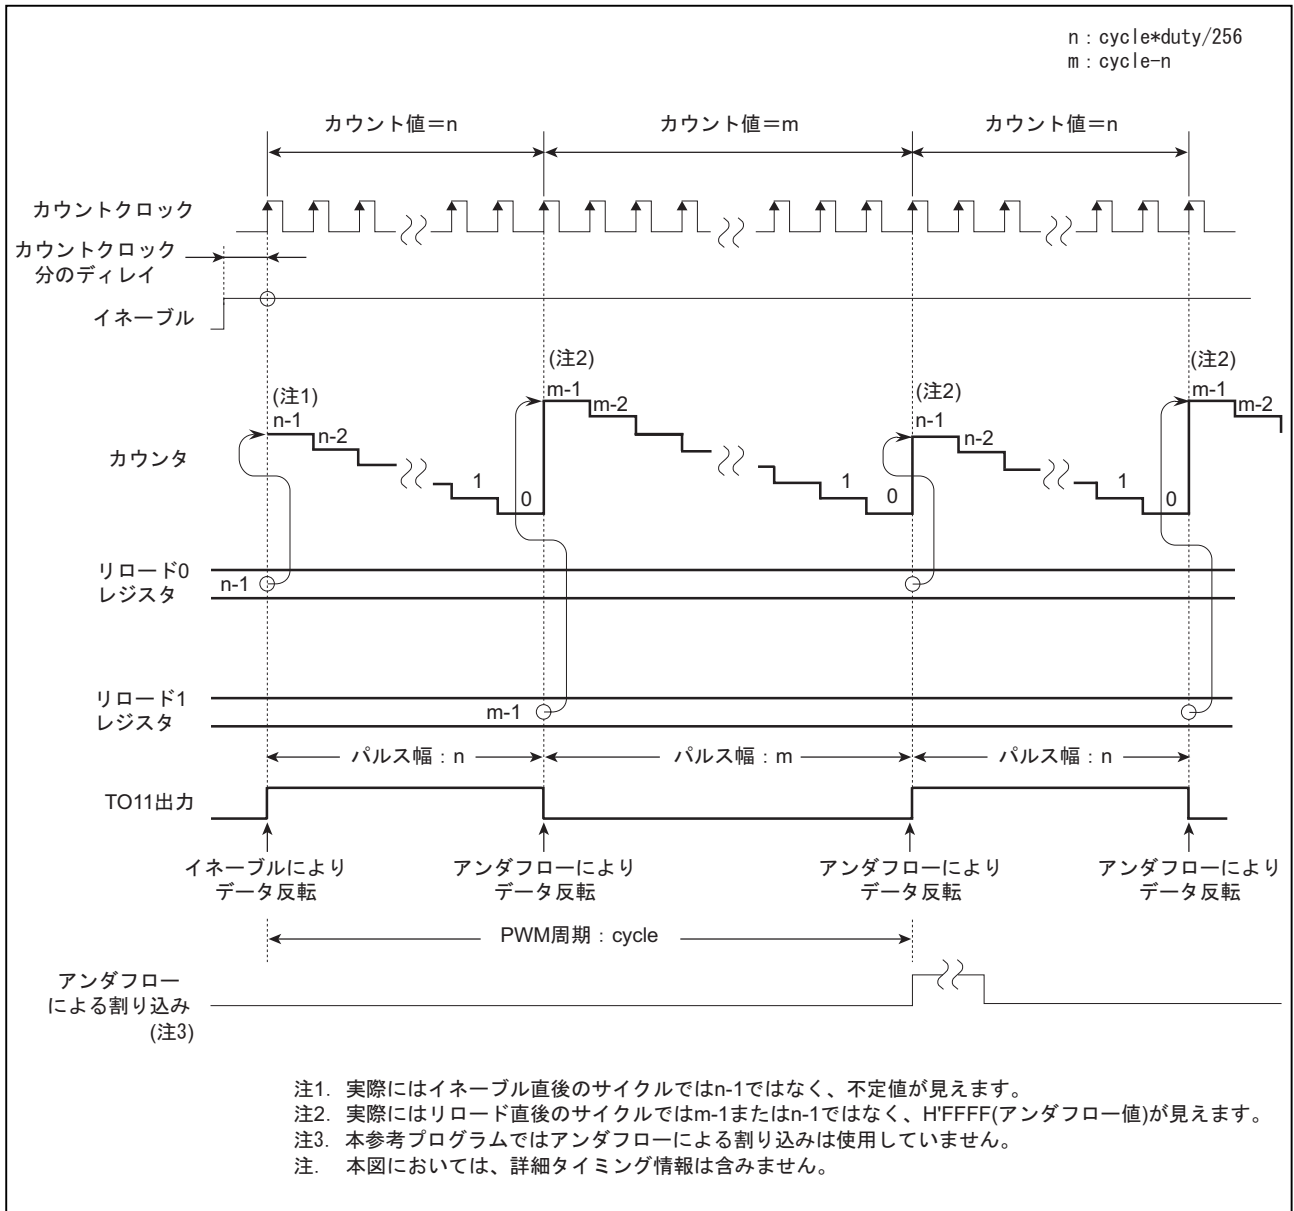 n：cycle*duty/256
m：cycle-n
カウント値＝n
カウント値＝m
カウント値＝n
カウントクロック
カウントクロック
分のディレイ
イネーブル
(注1)
n-1
n-2
1
0
(注2)
m-1
m-2
1
0
(注2)
n-1
n-2
1
0
(注2)
m-1
m-2
カウンタ
リロード0
レジスタ
n-1
リロード1
レジスタ
m-1
パルス幅：n
パルス幅：m
パルス幅：n
TO11出力
イネーブルにより
データ反転
アンダフローにより
データ反転
アンダフローにより
データ反転
アンダフローにより
データ反転
PWM周期：cycle
アンダフロー
による割り込み
(注3)
注1. 実際にはイネーブル直後のサイクルではn-1ではなく、不定値が見えます。
注2. 実際にはリロード直後のサイクルではm-1またはn-1ではなく、H'FFFF(アンダフロー値)が見えます。
注3. 本参考プログラムではアンダフローによる割り込みは使用していません。
注. 本図においては、詳細タイミング情報は含みません。